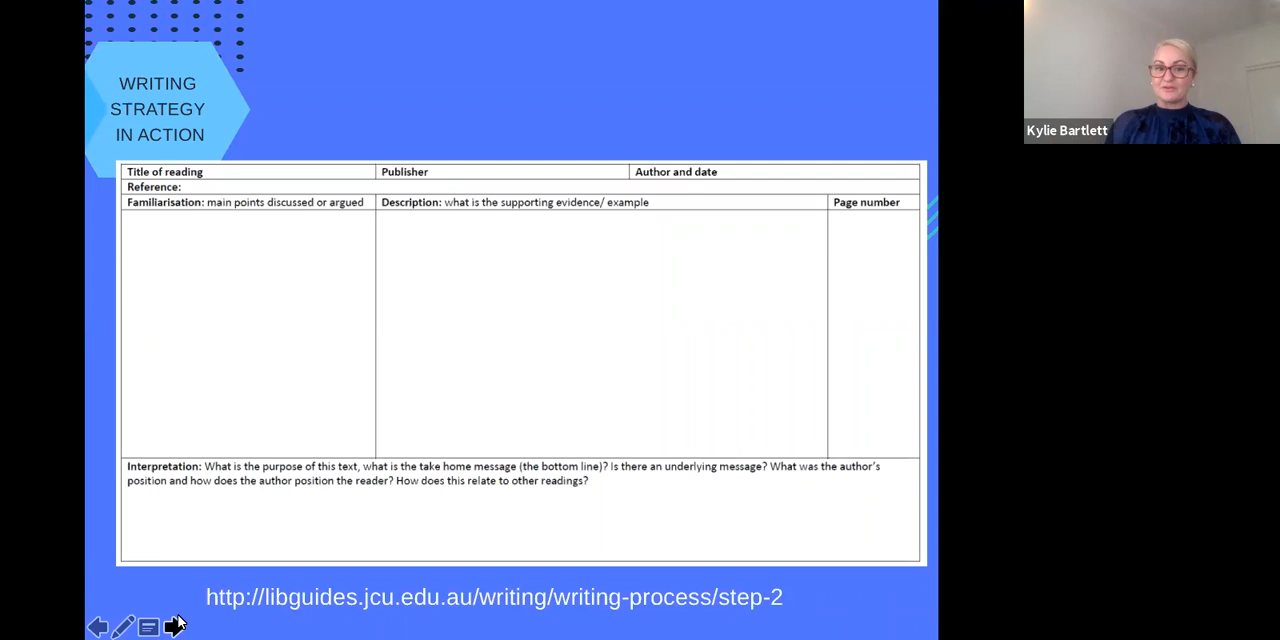 WRITING
STRATEGY
IN ACTION
Kylie Bartlett
Title of reading Publisher Author and date
Reference:
Familiarisation: main points discussed or argued Description: what is the supporting evidence/ example Page number
Interpretation: What is the purpose of this text, what is the take home message (the bottom line)? Is there an underlying message? What was the author's
position and how does the author position the reader? How does this relate to other readings?
http://libguides.jcu.edu.au/writing/writing-process/step-2